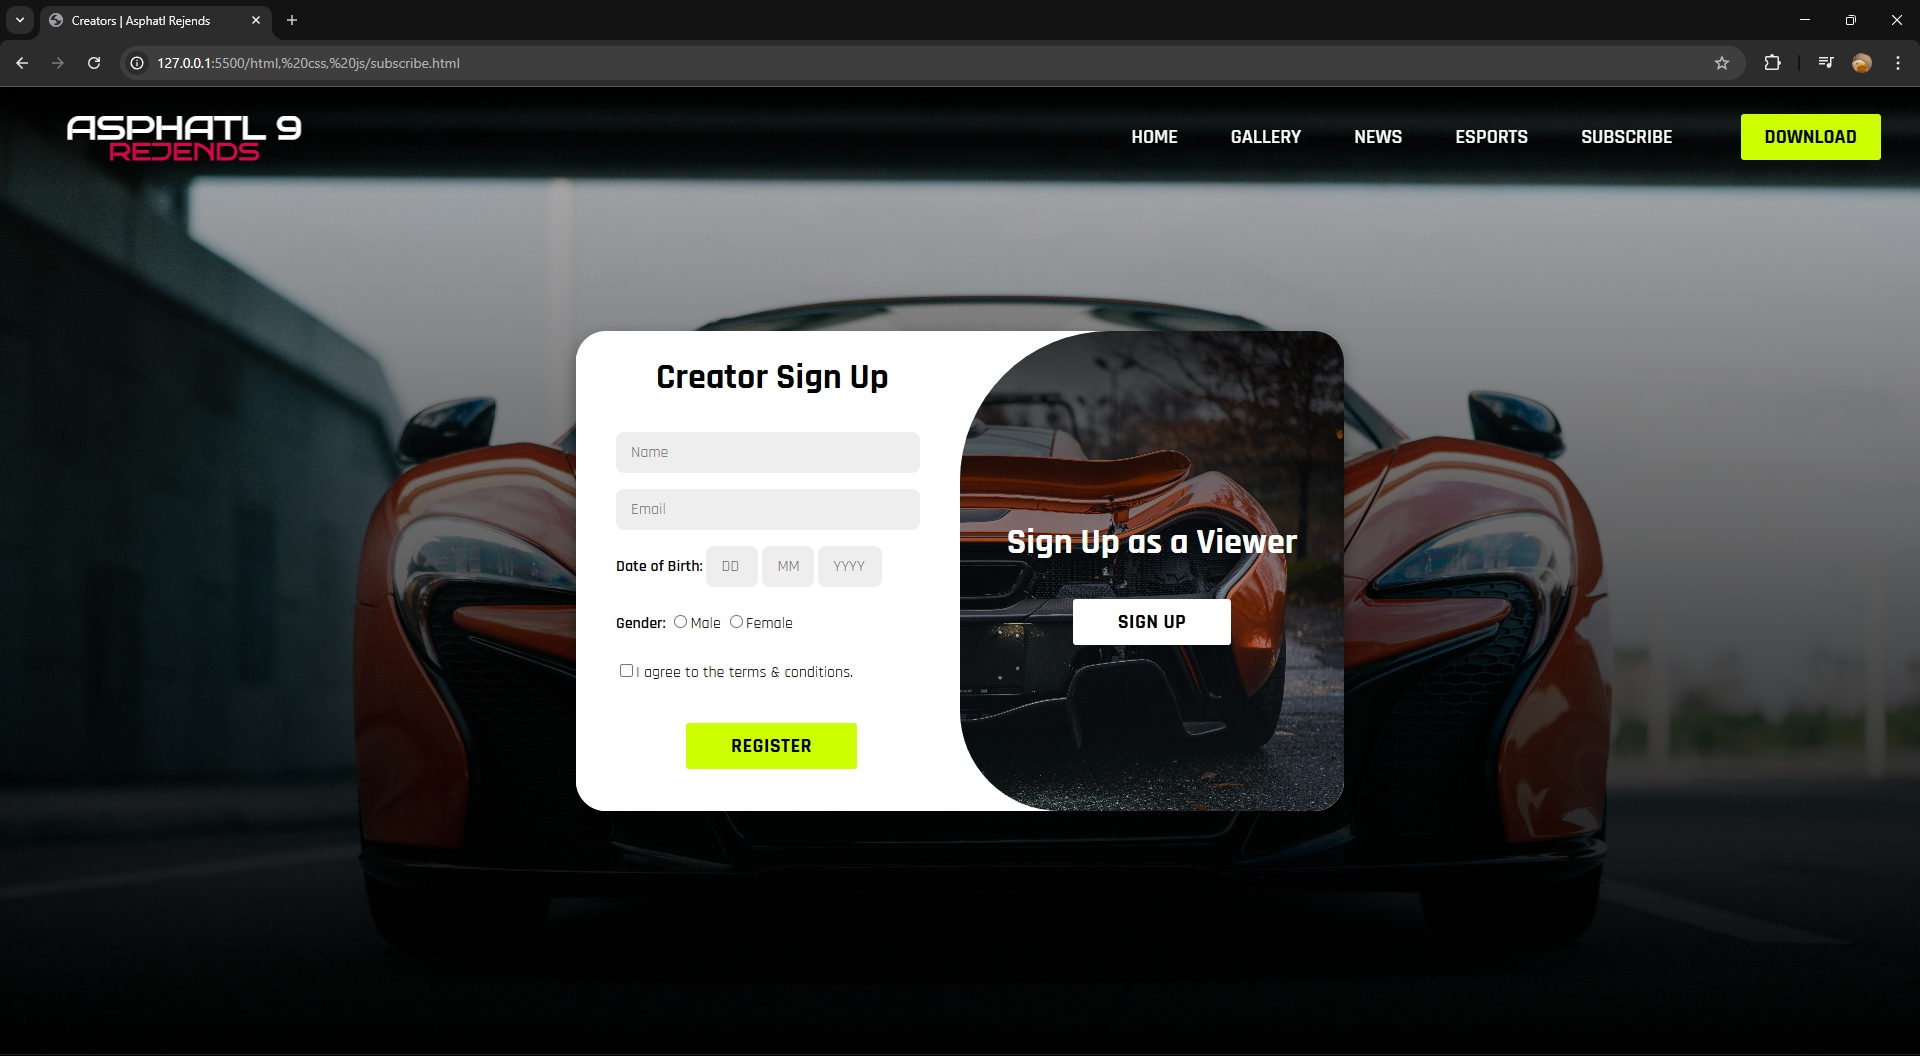 Creators | Asphatl Rejends
127.0.0.1:5500/html,%20css,%20js/subscribe.html
ASPHATL 9
REJENDS
HOME
GALLERY
NEWS
ESPORTS
SUBSCRIBE
DOWNLOAD
Creator Sign Up
Name
Email
Date of Birth: DD MM YYYY
Gender: Male Female
I agree to the terms & conditions.
REGISTER
Sign Up as a Viewer
SIGN UP